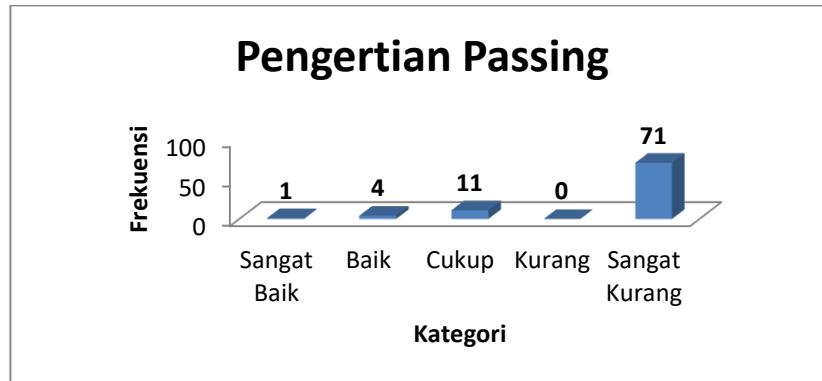 Pengertian Passing
Frekuensi
100
50
0
1
4
11
0
71
Sangat Baik
Baik
Cukup
Kurang
Sangat Kurang
Kategori